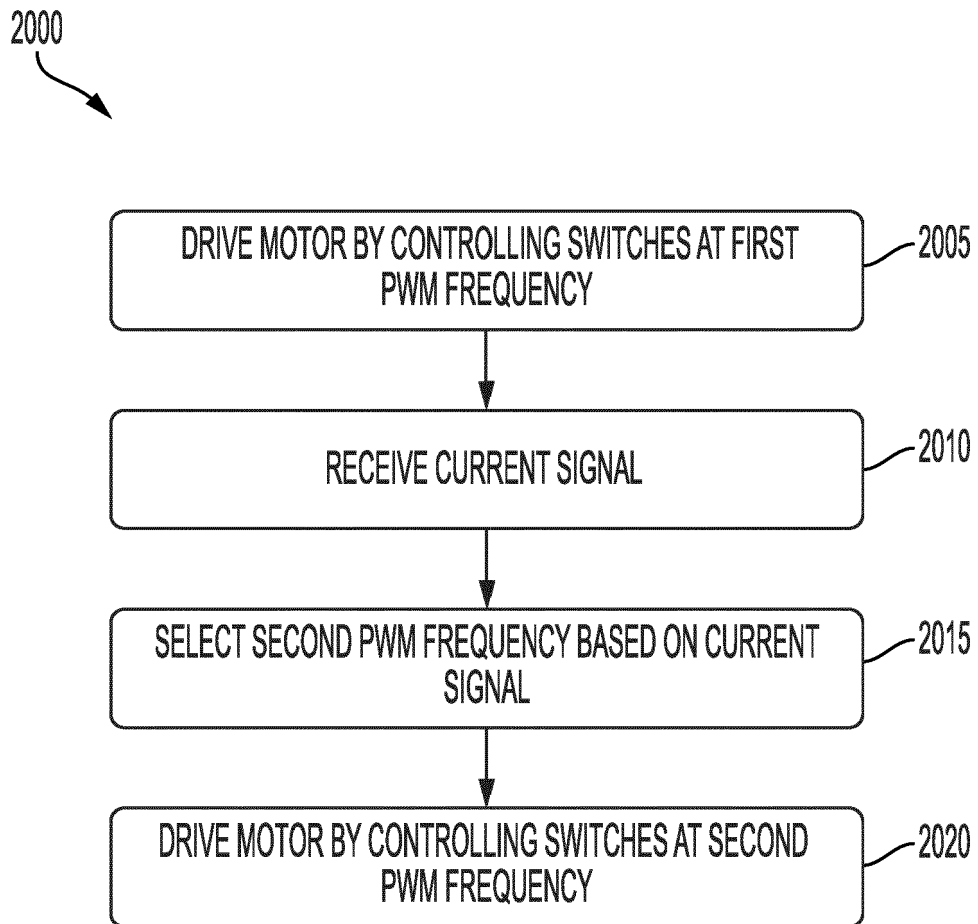 2000
DRIVE MOTOR BY CONTROLLING SWITCHES AT FIRST
PWM FREQUENCY
2005
RECEIVE CURRENT SIGNAL
2010
SELECT SECOND PWM FREQUENCY BASED ON CURRENT
SIGNAL
2015
DRIVE MOTOR BY CONTROLLING SWITCHES AT SECOND
PWM FREQUENCY
2020